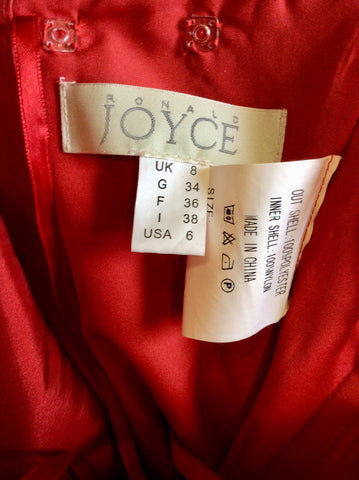 RONALD
JOYCE
UK 8
G 34
F 36
I 38
USA 6
SIZE
OUT SHELL: 100%POLYESTER
INNER SHELL: 100%NYLON
MADE IN CHINA